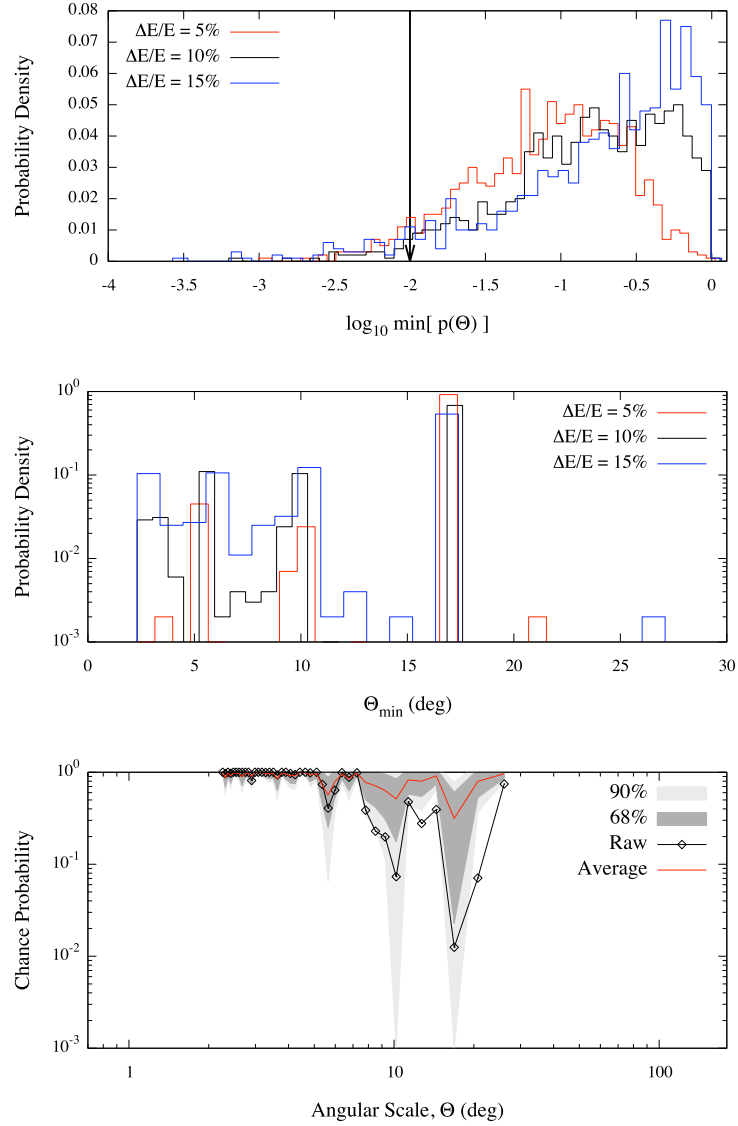 0.08
0.07
0.06
0.05
0.04
0.03
0.02
0.01
0
Probability Density
ΔE/E = 5%
ΔE/E = 10%
ΔE/E = 15%
-4 -3.5 -3 -2.5 -2 -1.5 -1 -0.5 0
log10 min[ p(Θ) ]
10^0
10^-1
10^-2
10^-3
Probability Density
ΔE/E = 5%
ΔE/E = 10%
ΔE/E = 15%
0 5 10 15 20 25 30
Θmin (deg)
10^0
10^-1
10^-2
10^-3
Chance Probability
90%
68%
Raw
Average
1 10 100
Angular Scale, Θ (deg)